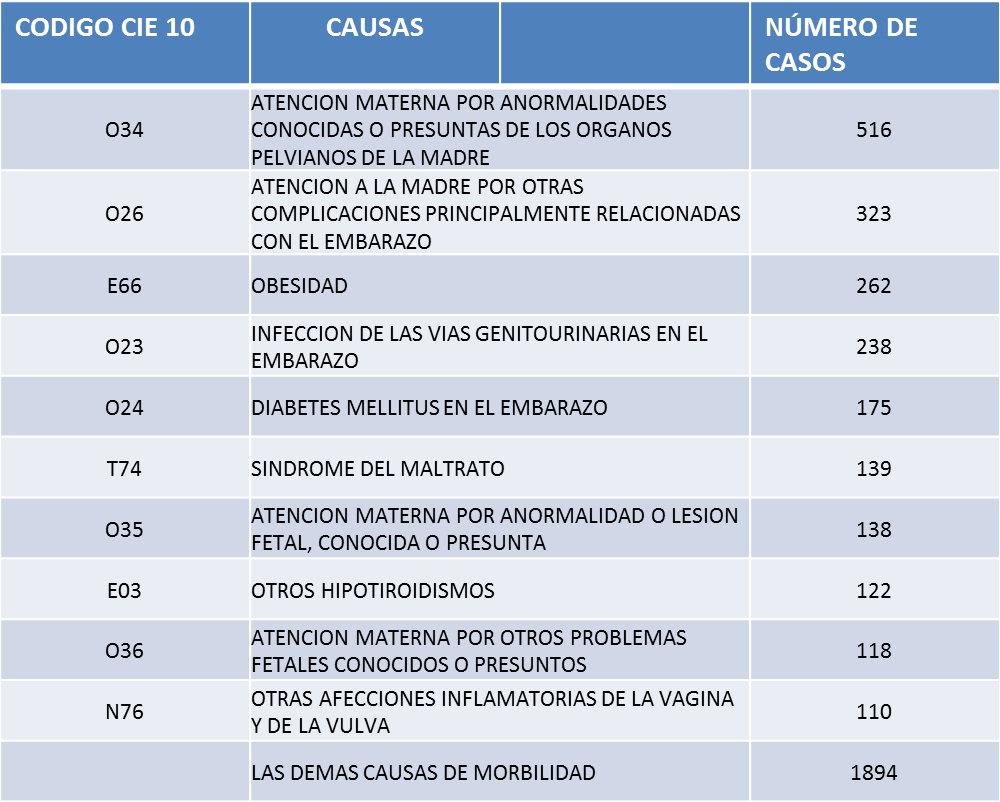 CODIGO CIE 10 CAUSAS NÚMERO DE
CASOS
O34 ATENCION MATERNA POR ANORMALIDADES
CONOCIDAS O PRESUNTAS DE LOS ORGANOS
PELVIANOS DE LA MADRE 516
O26 ATENCION A LA MADRE POR OTRAS
COMPLICACIONES PRINCIPALMENTE RELACIONADAS
CON EL EMBARAZO 323
E66 OBESIDAD 262
O23 INFECCION DE LAS VIAS GENITOURINARIAS EN EL
EMBARAZO 238
O24 DIABETES MELLITUS EN EL EMBARAZO 175
T74 SINDROME DEL MALTRATO 139
O35 ATENCION MATERNA POR ANORMALIDAD O LESION
FETAL, CONOCIDA O PRESUNTA 138
E03 OTROS HIPOTIROIDISMOS 122
O36 ATENCION MATERNA POR OTROS PROBLEMAS
FETALES CONOCIDOS O PRESUNTOS 118
N76 OTRAS AFECCIONES INFLAMATORIAS DE LA VAGINA
Y DE LA VULVA 110
LAS DEMAS CAUSAS DE MORBILIDAD 1894